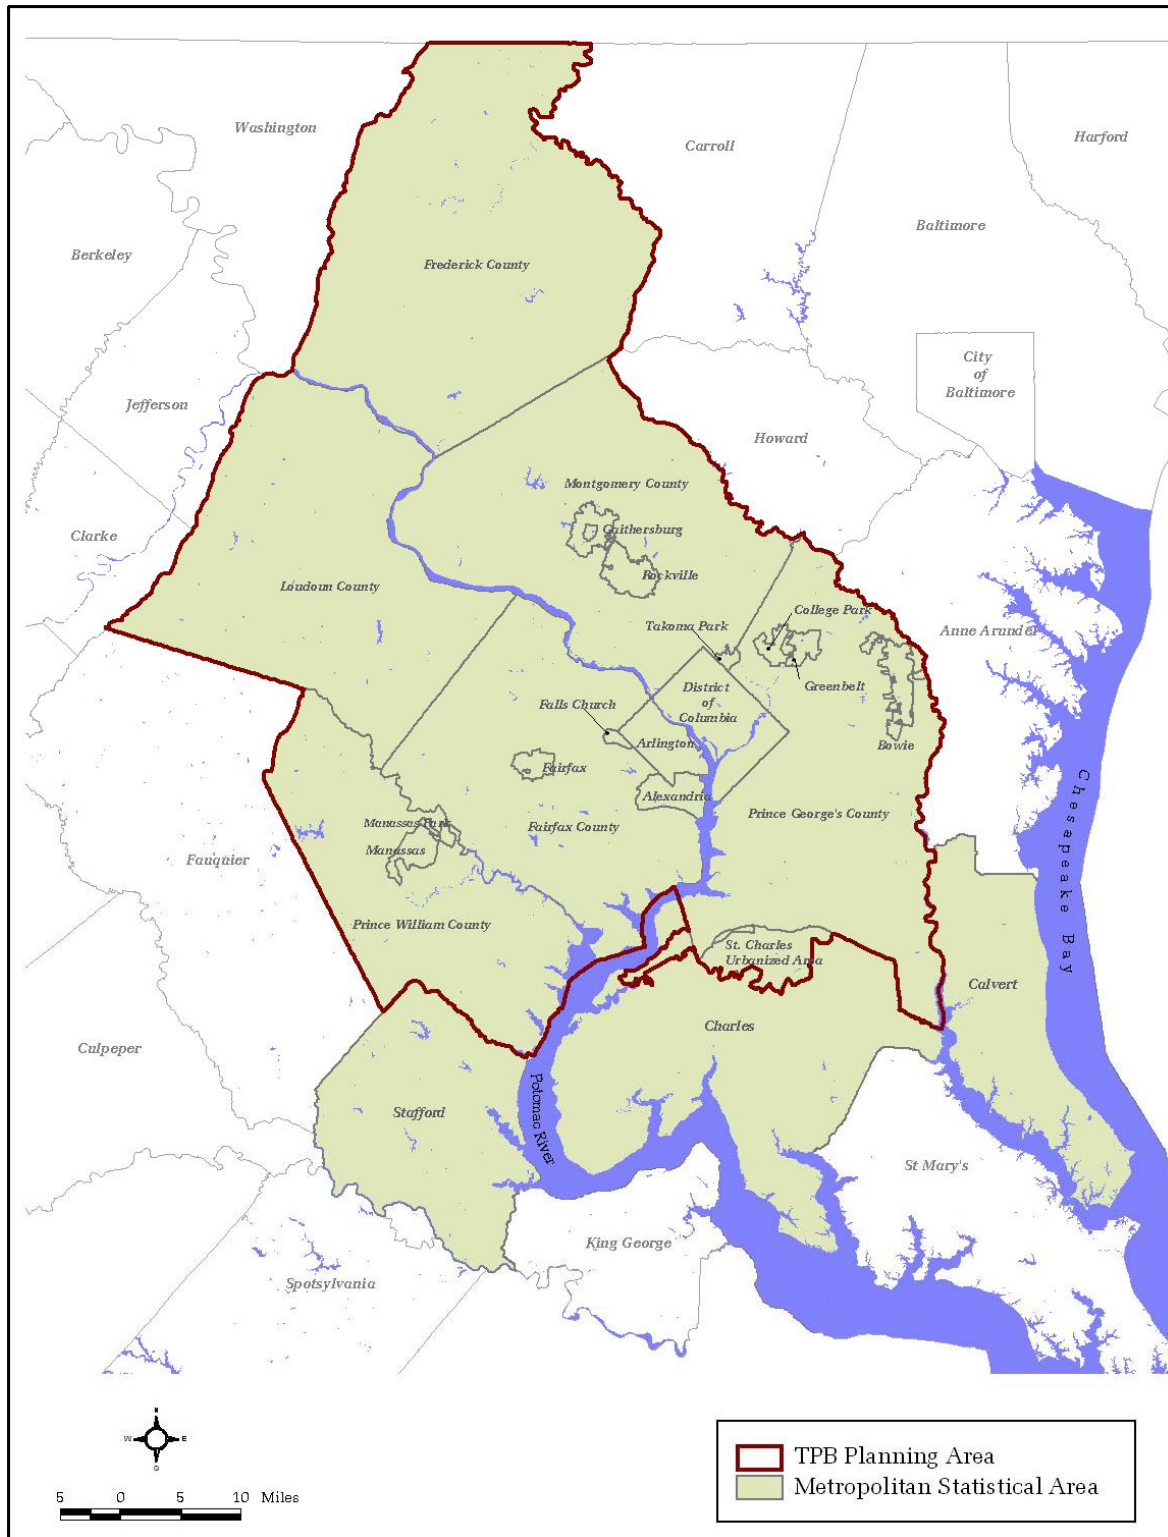 Washington
Carroll
Harford
Baltimore
Berkeley
Frederick County
City
of
Baltimore
Jefferson
Howard
Montgomery County
Gaithersburg
Clarke
Rockville
Loudoun County
College Park
Takoma Park
Anne Arundel
Greenbelt
District
of
Columbia
Falls Church
Arlington
Bowie
Fairfax
Alexandria
Prince George's County
Manassas Park
Fairfax County
Manassas
Fauquier
Chesapeake Bay
Prince William County
St. Charles
Urbanized Area
Calvert
Charles
Culpeper
Stafford
Potomac River
St Mary's
King George
Spotsylvania
N
W
E
S
5 0 5 10 Miles
TPB Planning Area
Metropolitan Statistical Area